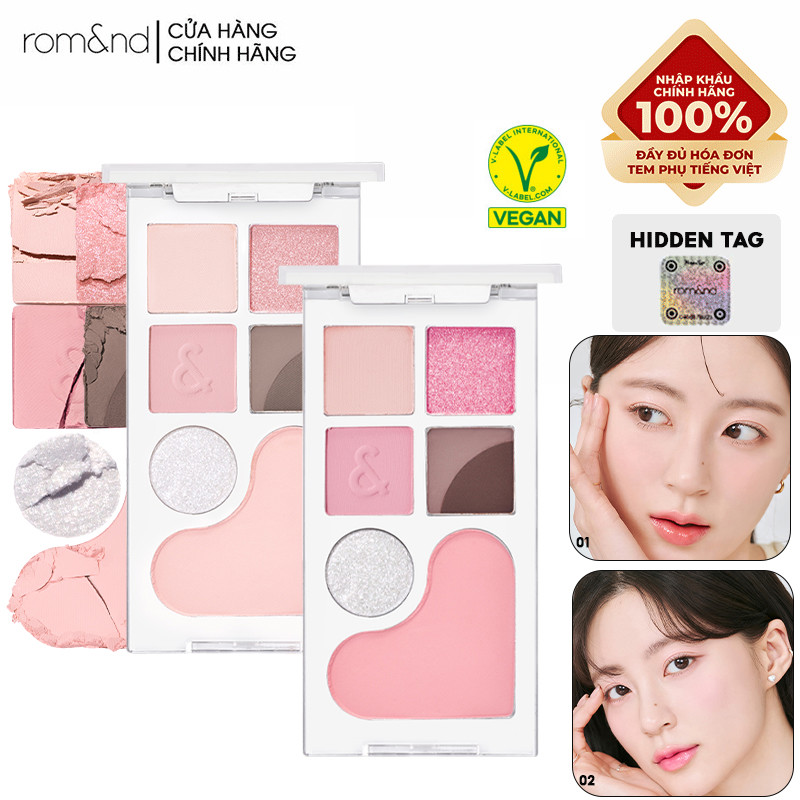 rom&nd
CỬA HÀNG
CHÍNH HÃNG
NHẬP KHẨU
CHÍNH HÃNG
100%
ĐẦY ĐỦ HÓA ĐƠN
TEM PHỤ TIẾNG VIỆT
V-LABEL INTERNATIONAL
V-LABEL.COM
VEGAN
HIDDEN TAG
rom&nd
&
&
01
02